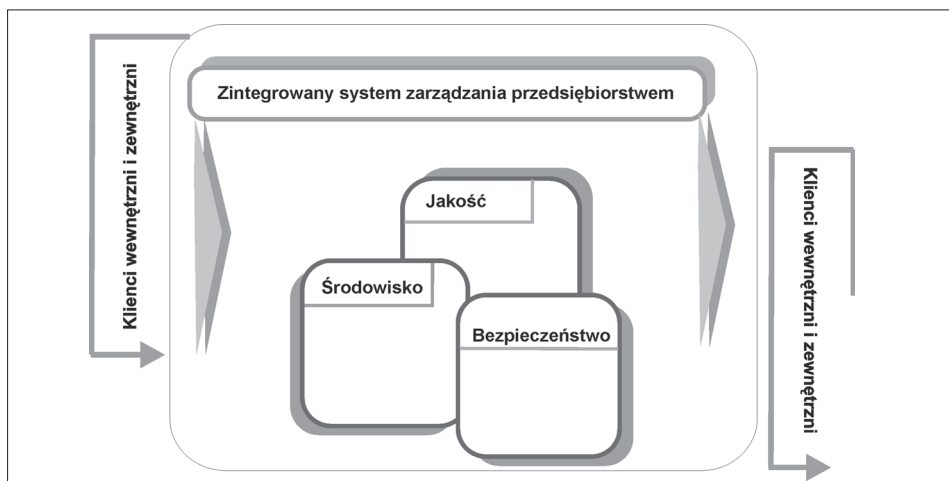 Klienci wewnętrzni i zewnętrzni
Zintegrowany system zarządzania przedsiębiorstwem
Jakość
Środowisko
Bezpieczeństwo
Klienci wewnętrzni i zewnętrzni